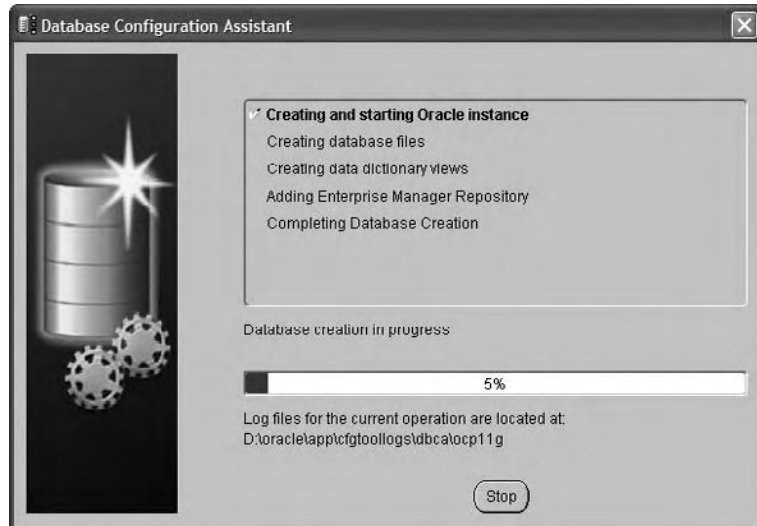 Database Configuration Assistant
Creating and starting Oracle instance
Creating database files
Creating data dictionary views
Adding Enterprise Manager Repository
Completing Database Creation
Database creation in progress
5%
Log files for the current operation are located at:
D:\oracle\app\cfgtoollogs\dbca\ocp11g
Stop